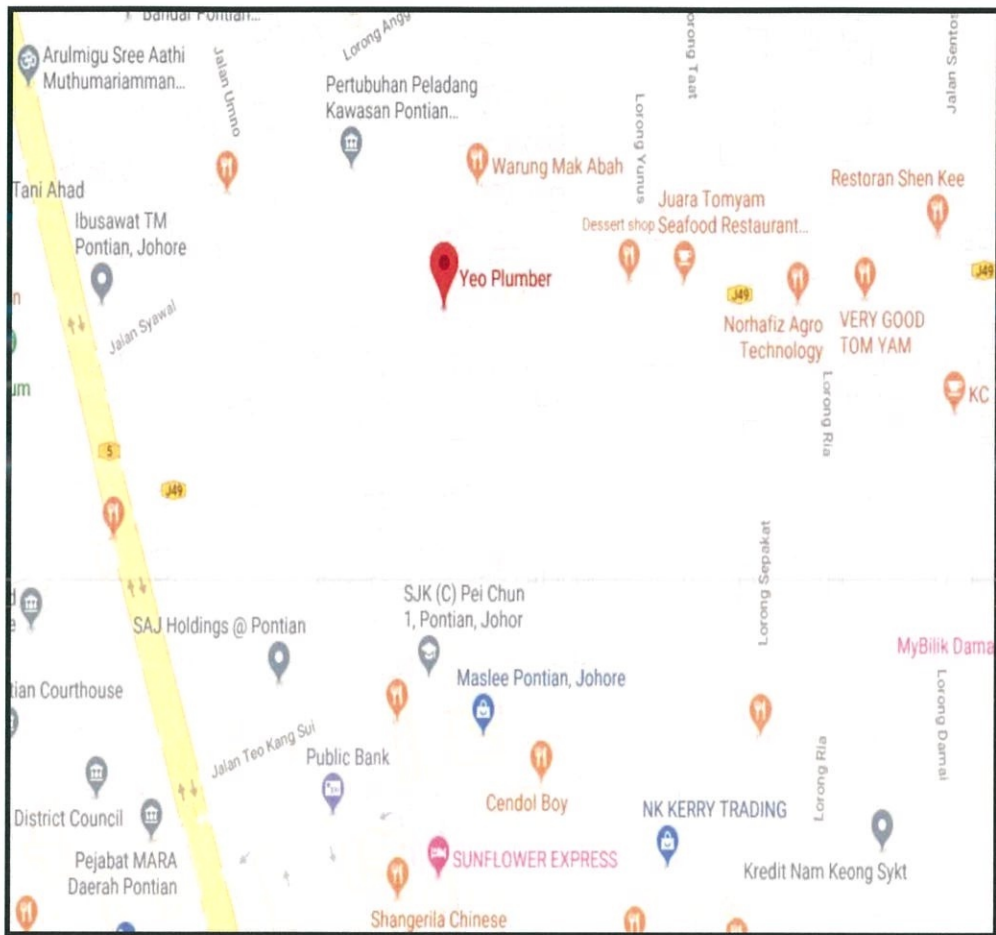 Bandar Pontian...
Lorong Angg
Arulmigu Sree Aathi
Muthumariamman...
Jalan Umno
Pertubuhan Peladang
Kawasan Pontian...
Lorong Taat
Jalan Sentos
Lorong Yunus
Warung Mak Abah
Restoran Shen Kee
Tani Ahad
Ibusawat TM
Pontian, Johore
Dessert shop
Juara Tomyam
Seafood Restaurant...
Yeo Plumber
J49
J49
Norhafiz Agro
Technology
VERY GOOD
TOM YAM
Jalan Syawal
um
KC
Lorong Ria
5
J49
Lorong Sepakat
SJK (C) Pei Chun
1, Pontian, Johor
SAJ Holdings @ Pontian
MyBilik Dama
Maslee Pontian, Johore
tian Courthouse
Lorong Damai
Jalan Teo Kang Sui
Public Bank
Lorong Ria
Cendol Boy
NK KERRY TRADING
District Council
Pejabat MARA
Daerah Pontian
SUNFLOWER EXPRESS
Kredit Nam Keong Sykt
Shangerila Chinese